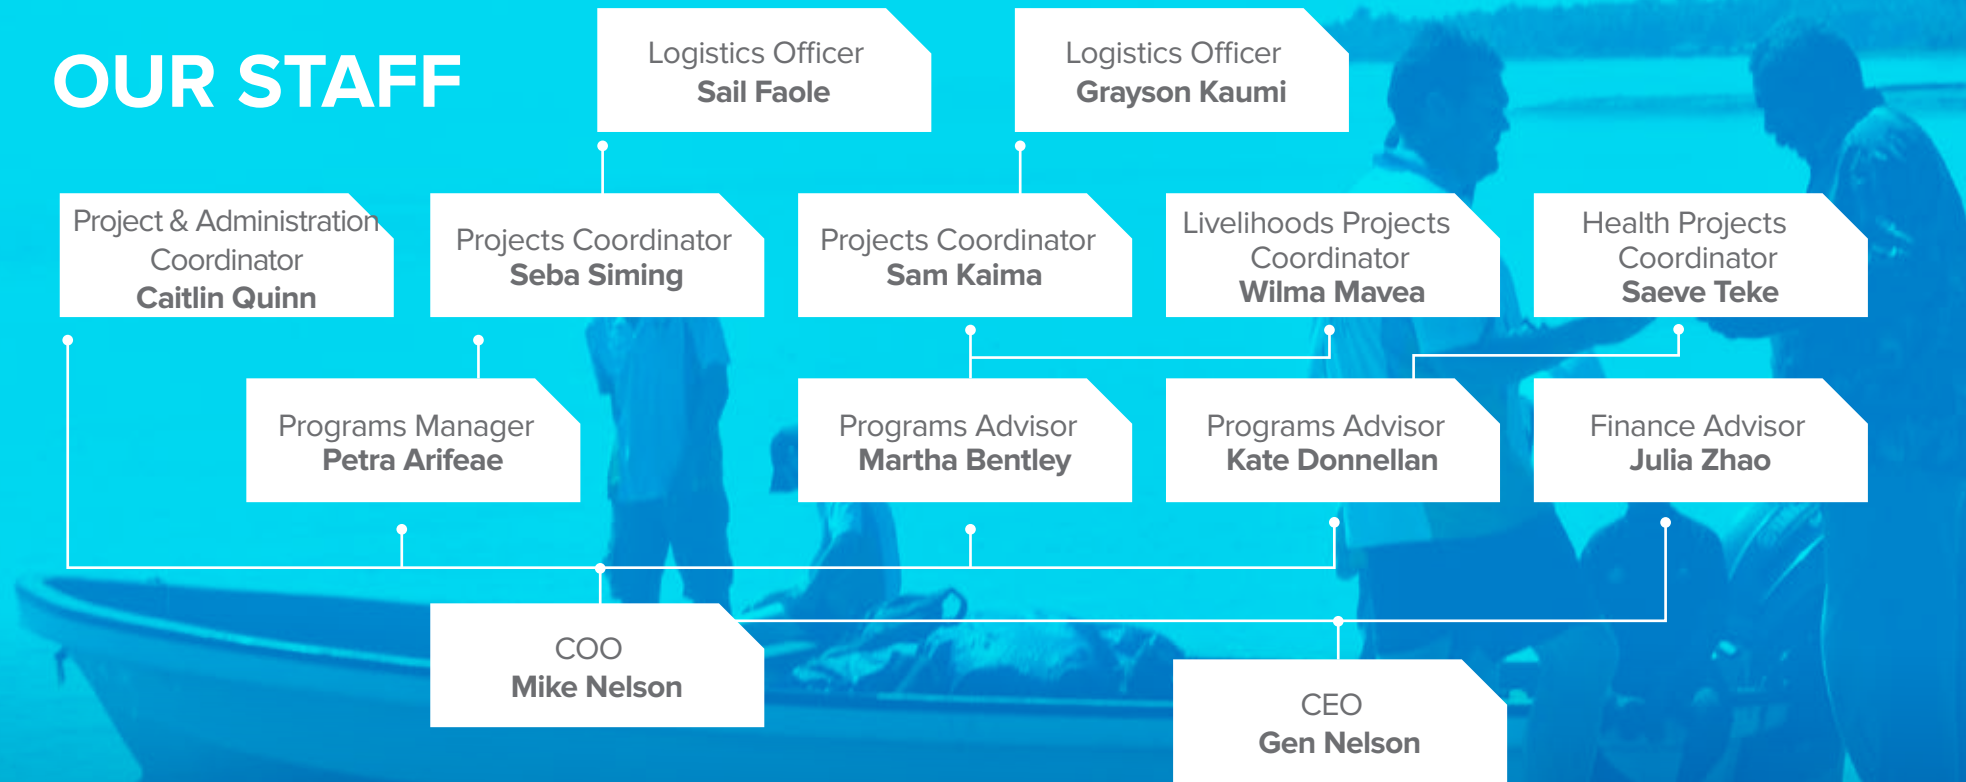 OUR STAFF
Logistics Officer
Sail Faole
Logistics Officer
Grayson Kaumi
Project & Administration
Coordinator
Caitlin Quinn
Projects Coordinator
Seba Siming
Projects Coordinator
Sam Kaima
Livelihoods Projects
Coordinator
Wilma Mavea
Health Projects
Coordinator
Saeve Teke
Programs Manager
Petra Arifeae
Programs Advisor
Martha Bentley
Programs Advisor
Kate Donnellan
Finance Advisor
Julia Zhao
COO
Mike Nelson
CEO
Gen Nelson